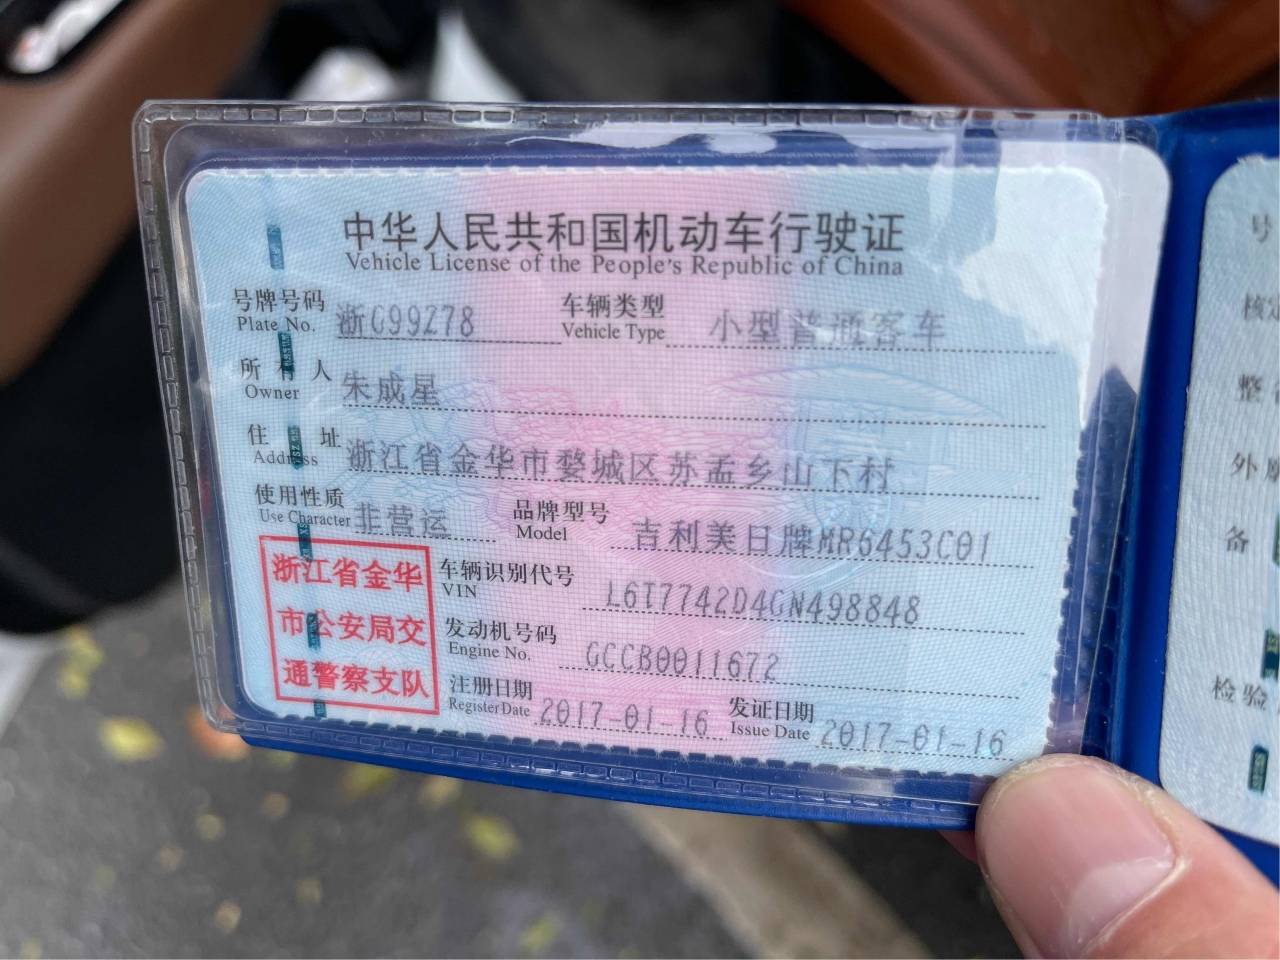 中华人民共和国机动车行驶证
Vehicle License of the People's Republic of China
号牌号码 浙G99Z78 车辆类型 小型普通客车
Plate No. Vehicle Type
所有人 朱成星
Owner
住址 浙江省金华市婺城区苏孟乡山下村
Address
使用性质 非营运 品牌型号 吉利美日牌MR6453C01
Use Character Model
浙江省金华
市公安局交
通警察支队
车辆识别代号 L6T7742D4GN498848
VIN
发动机号码 GCCB0011672
Engine No.
注册日期 2017-01-16 发证日期 2017-01-16
Register Date Issue Date
号
核定
整
外
备
检验